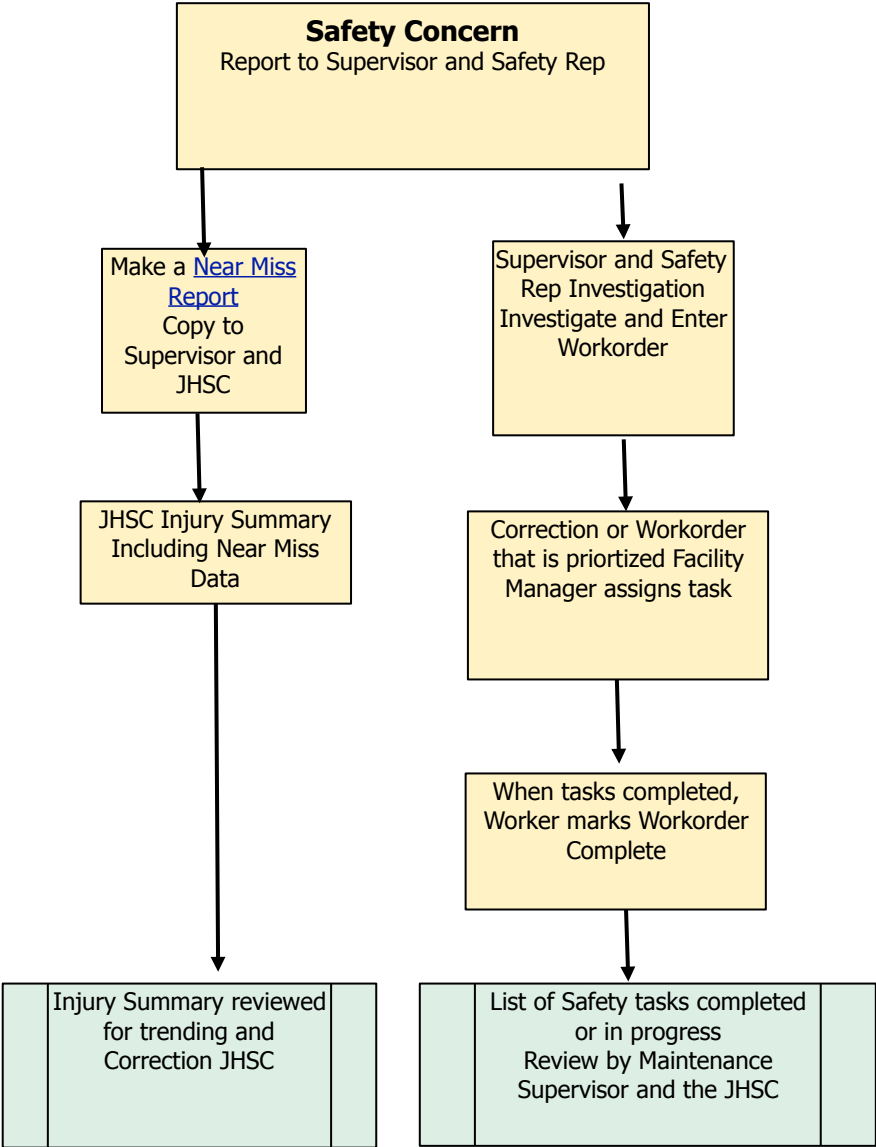 Safety Concern
Report to Supervisor and Safety Rep
Make a Near Miss
Report
Copy to
Supervisor and
JHSC
JHSC Injury Summary
Including Near Miss
Data
Injury Summary reviewed
for trending and
Correction JHSC
Supervisor and Safety
Rep Investigation
Investigate and Enter
Workorder
Correction or Workorder
that is priortized Facility
Manager assigns task
When tasks completed,
Worker marks Workorder
Complete
List of Safety tasks completed
or in progress
Review by Maintenance
Supervisor and the JHSC